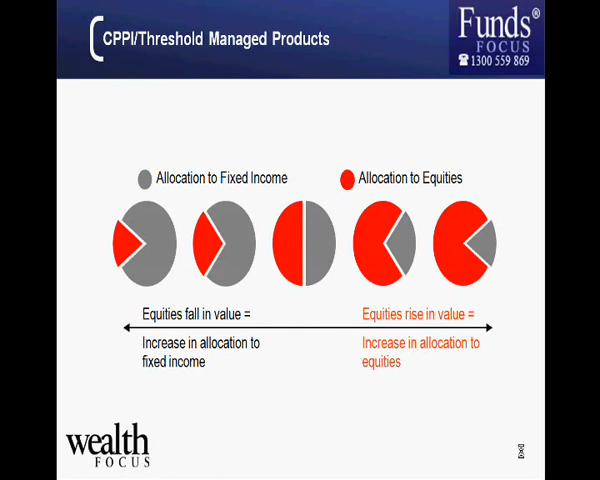 CPPI/Threshold Managed Products
Funds®
FOCUS
☎1300 559 869
Allocation to Fixed Income
Allocation to Equities
Equities fall in value =
Increase in allocation to
fixed income
Equities rise in value =
Increase in allocation to
equities
wealth
FOCUS